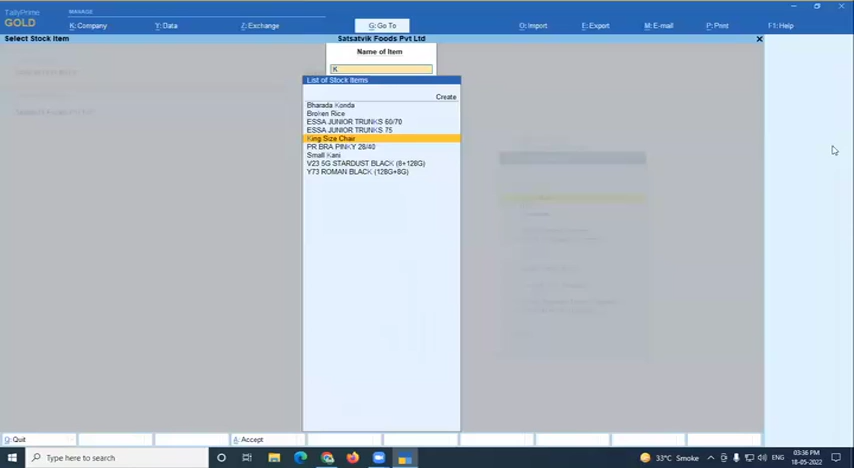 TallyPrime
GOLD
MANAGE
K: Company
Y: Data
Z: Exchange
G: Go To
O: Import
E: Export
M: E-mail
P: Print
F1: Help
Select Stock Item
Satsatvik Foods Pvt Ltd
Name of Item
K
List of Stock Items
Create
Bharada Konda
Broken Rice
ESSA JUNIOR TRUNKS 60/70
ESSA JUNIOR TRUNKS 75
King Size Chair
PR BRA PINKY 28/40
Small Kani
V23 5G STARDUST BLACK (8+128G)
Y73 ROMAN BLACK (128G+8G)
Q: Quit
A: Accept
Type here to search
33°C Smoke
ENG
03:36 PM
18-05-2022